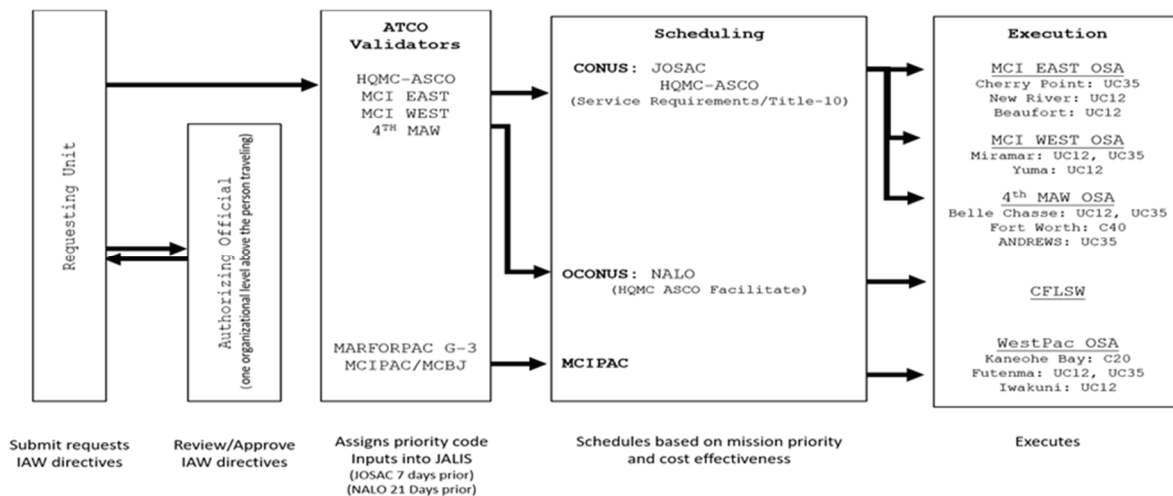 Requesting Unit
Submit requests
IAW directives
Authorizing Official
(one organizational level above the person traveling)
Review/Approve
IAW directives
ATCO
Validators
HQMC-ASCO
MCI EAST
MCI WEST
4TH MAW
MARFORPAC G-3
MCIPAC/MCBJ
Assigns priority code
Inputs into JALIS
(JOSAC 7 days prior)
(NALO 21 Days prior)
Scheduling
CONUS: JOSAC
HQMC-ASCO
(Service Requirements/Title-10)
OCONUS: NALO
(HQMC ASCO Facilitate)
MCIPAC
Schedules based on mission priority
and cost effectiveness
Execution
MCI EAST OSA
Cherry Point: UC35
New River: UC12
Beaufort: UC12
MCI WEST OSA
Miramar: UC12, UC35
Yuma: UC12
4th MAW OSA
Belle Chasse: UC12, UC35
Fort Worth: C40
ANDREWS: UC35
CFLSW
WestPac OSA
Kaneohe Bay: C20
Futenma: UC12, UC35
Iwakuni: UC12
Executes